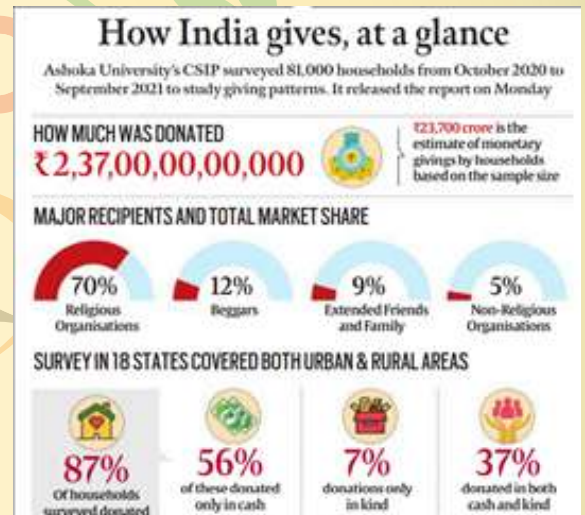 How India gives, at a glance
Ashoka University's CSIP surveyed 81,000 households from October 2020 to
September 2021 to study giving patterns. It released the report on Monday
HOW MUCH WAS DONATED
₹2,37,00,00,00,000
₹23,700 crore is the
estimate of monetary
givings by households
based on the sample size
MAJOR RECIPIENTS AND TOTAL MARKET SHARE
70%
Religious
Organisations
12%
Beggars
9%
Extended Friends
and Family
5%
Non-Religious
Organisations
SURVEY IN 18 STATES COVERED BOTH URBAN & RURAL AREAS
87%
Of households
surveyed donated
56%
of these donated
only in cash
7%
donations only
in kind
37%
donated in both
cash and kind